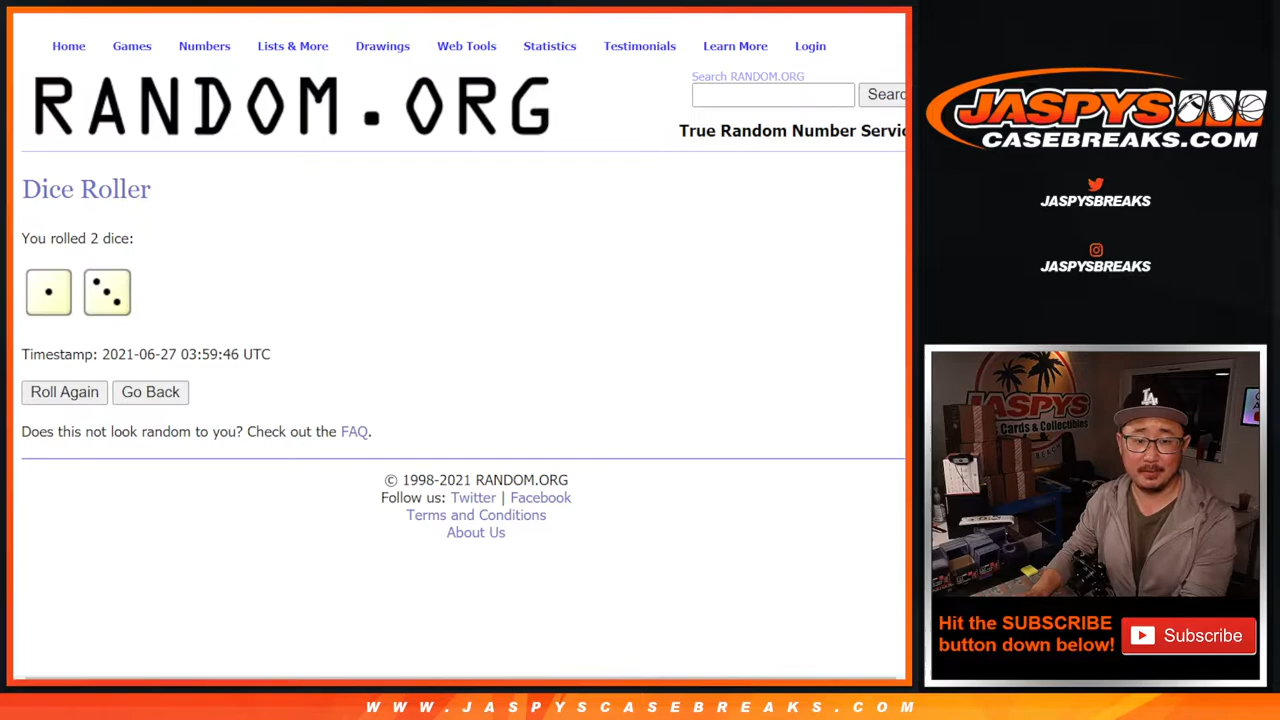 Home Games Numbers Lists & More Drawings Web Tools Statistics Testimonials Learn More Login
RANDOM.ORG
Search RANDOM.ORG
Searc
True Random Number Servic
Dice Roller
You rolled 2 dice:
Timestamp: 2021-06-27 03:59:46 UTC
Roll Again Go Back
Does this not look random to you? Check out the FAQ.
© 1998-2021 RANDOM.ORG
Follow us: Twitter | Facebook
Terms and Conditions
About Us
JASPYS
CASEBREAKS.COM
JASPYSBREAKS
JASPYSBREAKS
JASPYS
Cards & Collectibles
LA
Hit the SUBSCRIBE
button down below!
Subscribe
WWW.JASPYSCASEBREAKS.COM